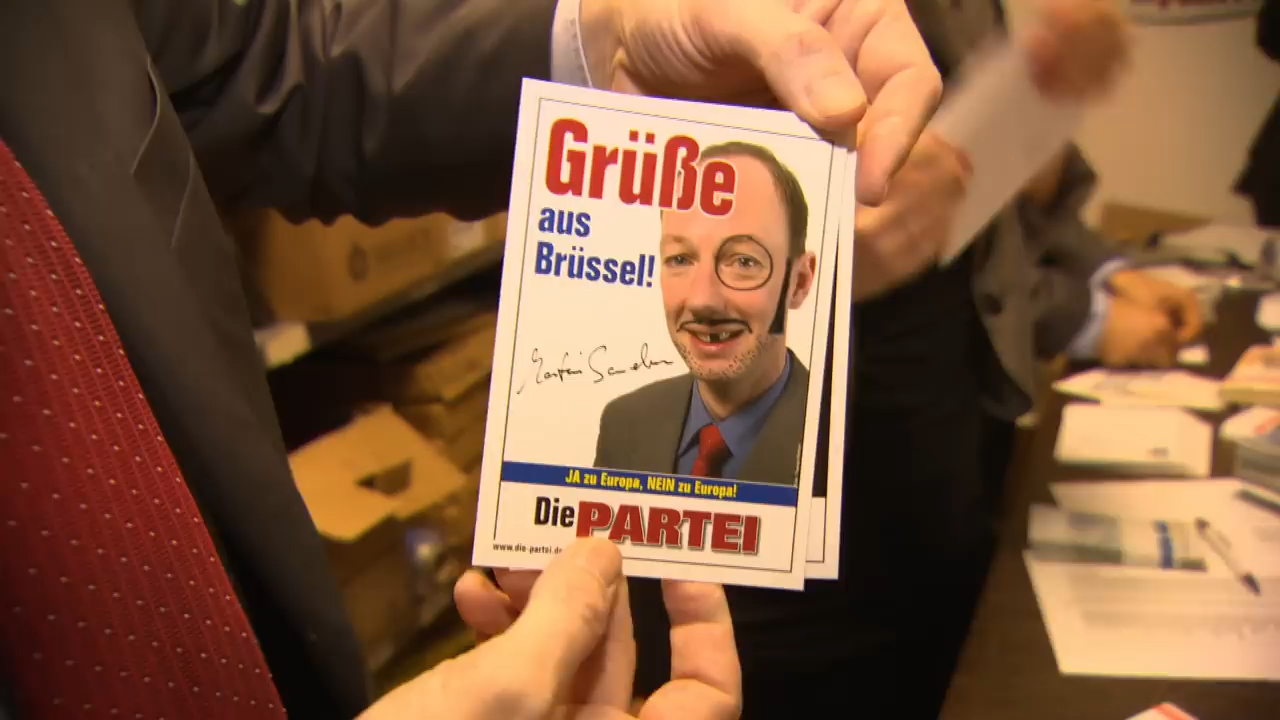 Grüße
aus
Brüssel!
JA zu Europa, NEIN zu Europa!
Die PARTEI